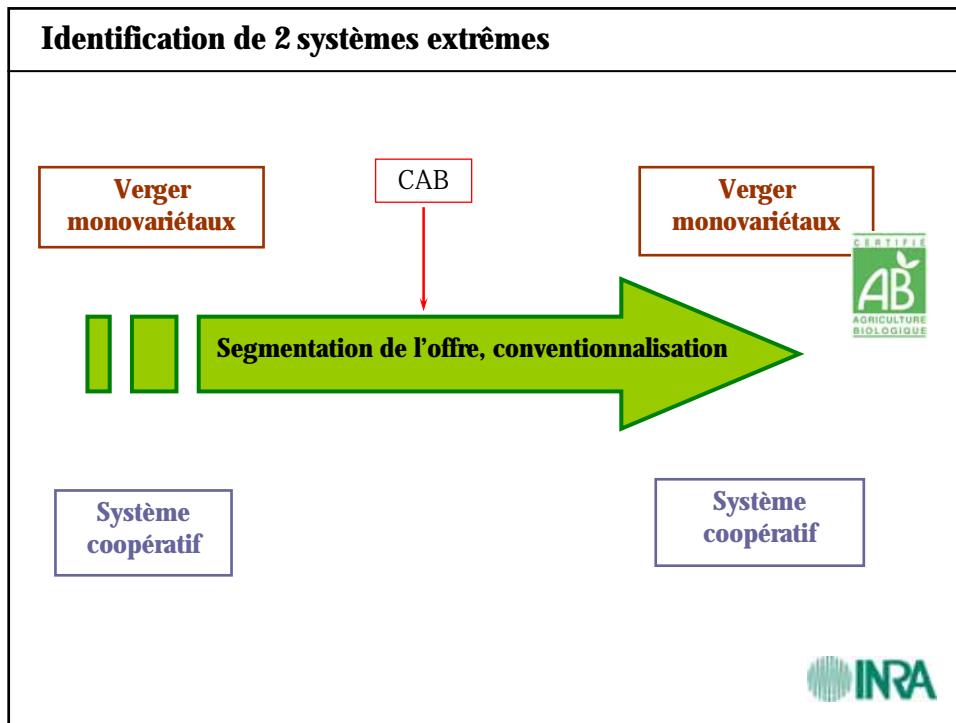 Identification de 2 systèmes extrêmes
Verger
monovariétaux
CAB
Verger
monovariétaux
CERTIFIÉ
AB
AGRICULTURE
BIOLOGIQUE
Segmentation de l'offre, conventionnalisation
Système
coopératif
Système
coopératif
INRA